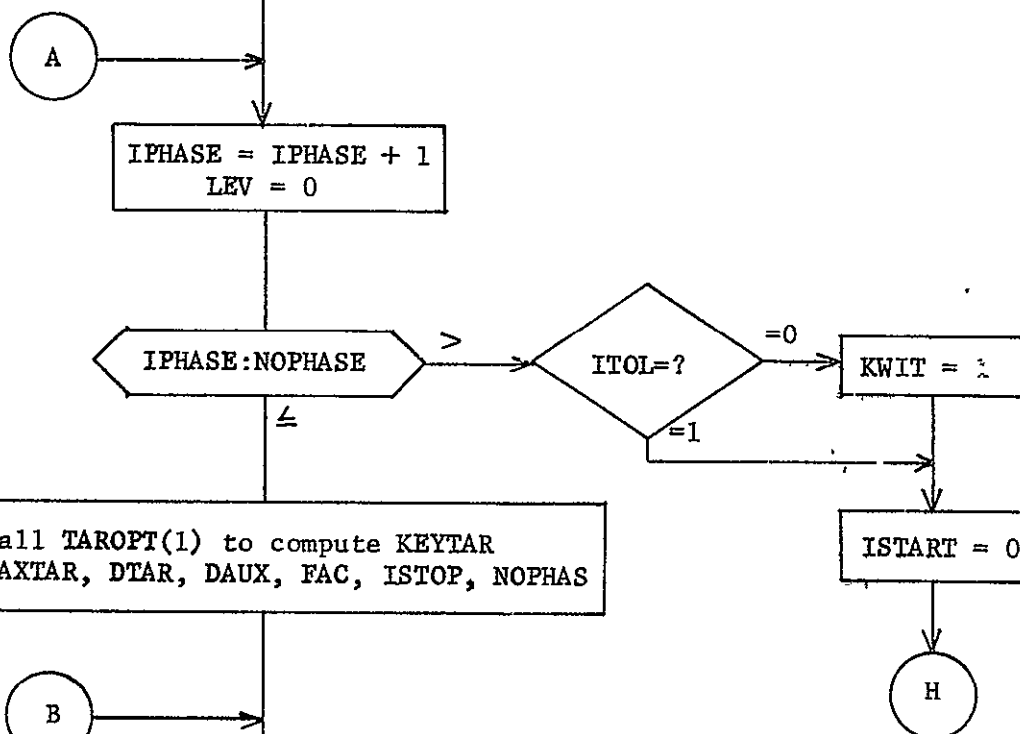 A
IPHASE = IPHASE + 1
LEV = 0
IPHASE:NOPHASE
>
≤
ITOL=?
=0
=1
KWIT =
all TAROPT(1) to compute KEYTAR
AXTAR, DTAR, DAUX, FAC, ISTOP, NOPHAS
ISTART = 0
B
H